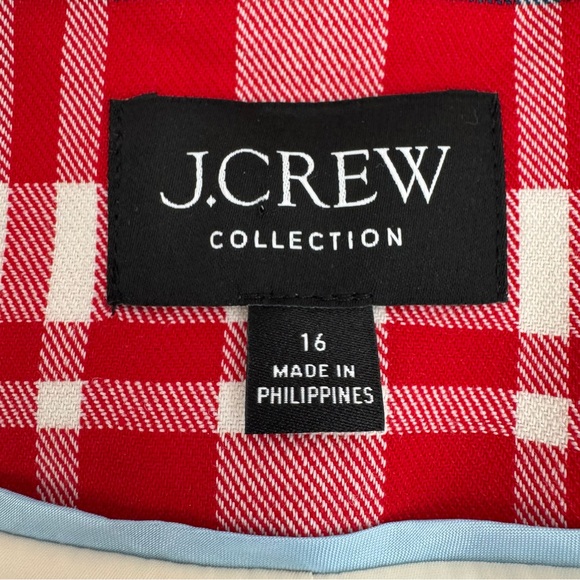 J.CREW
COLLECTION
16
MADE IN
PHILIPPINES